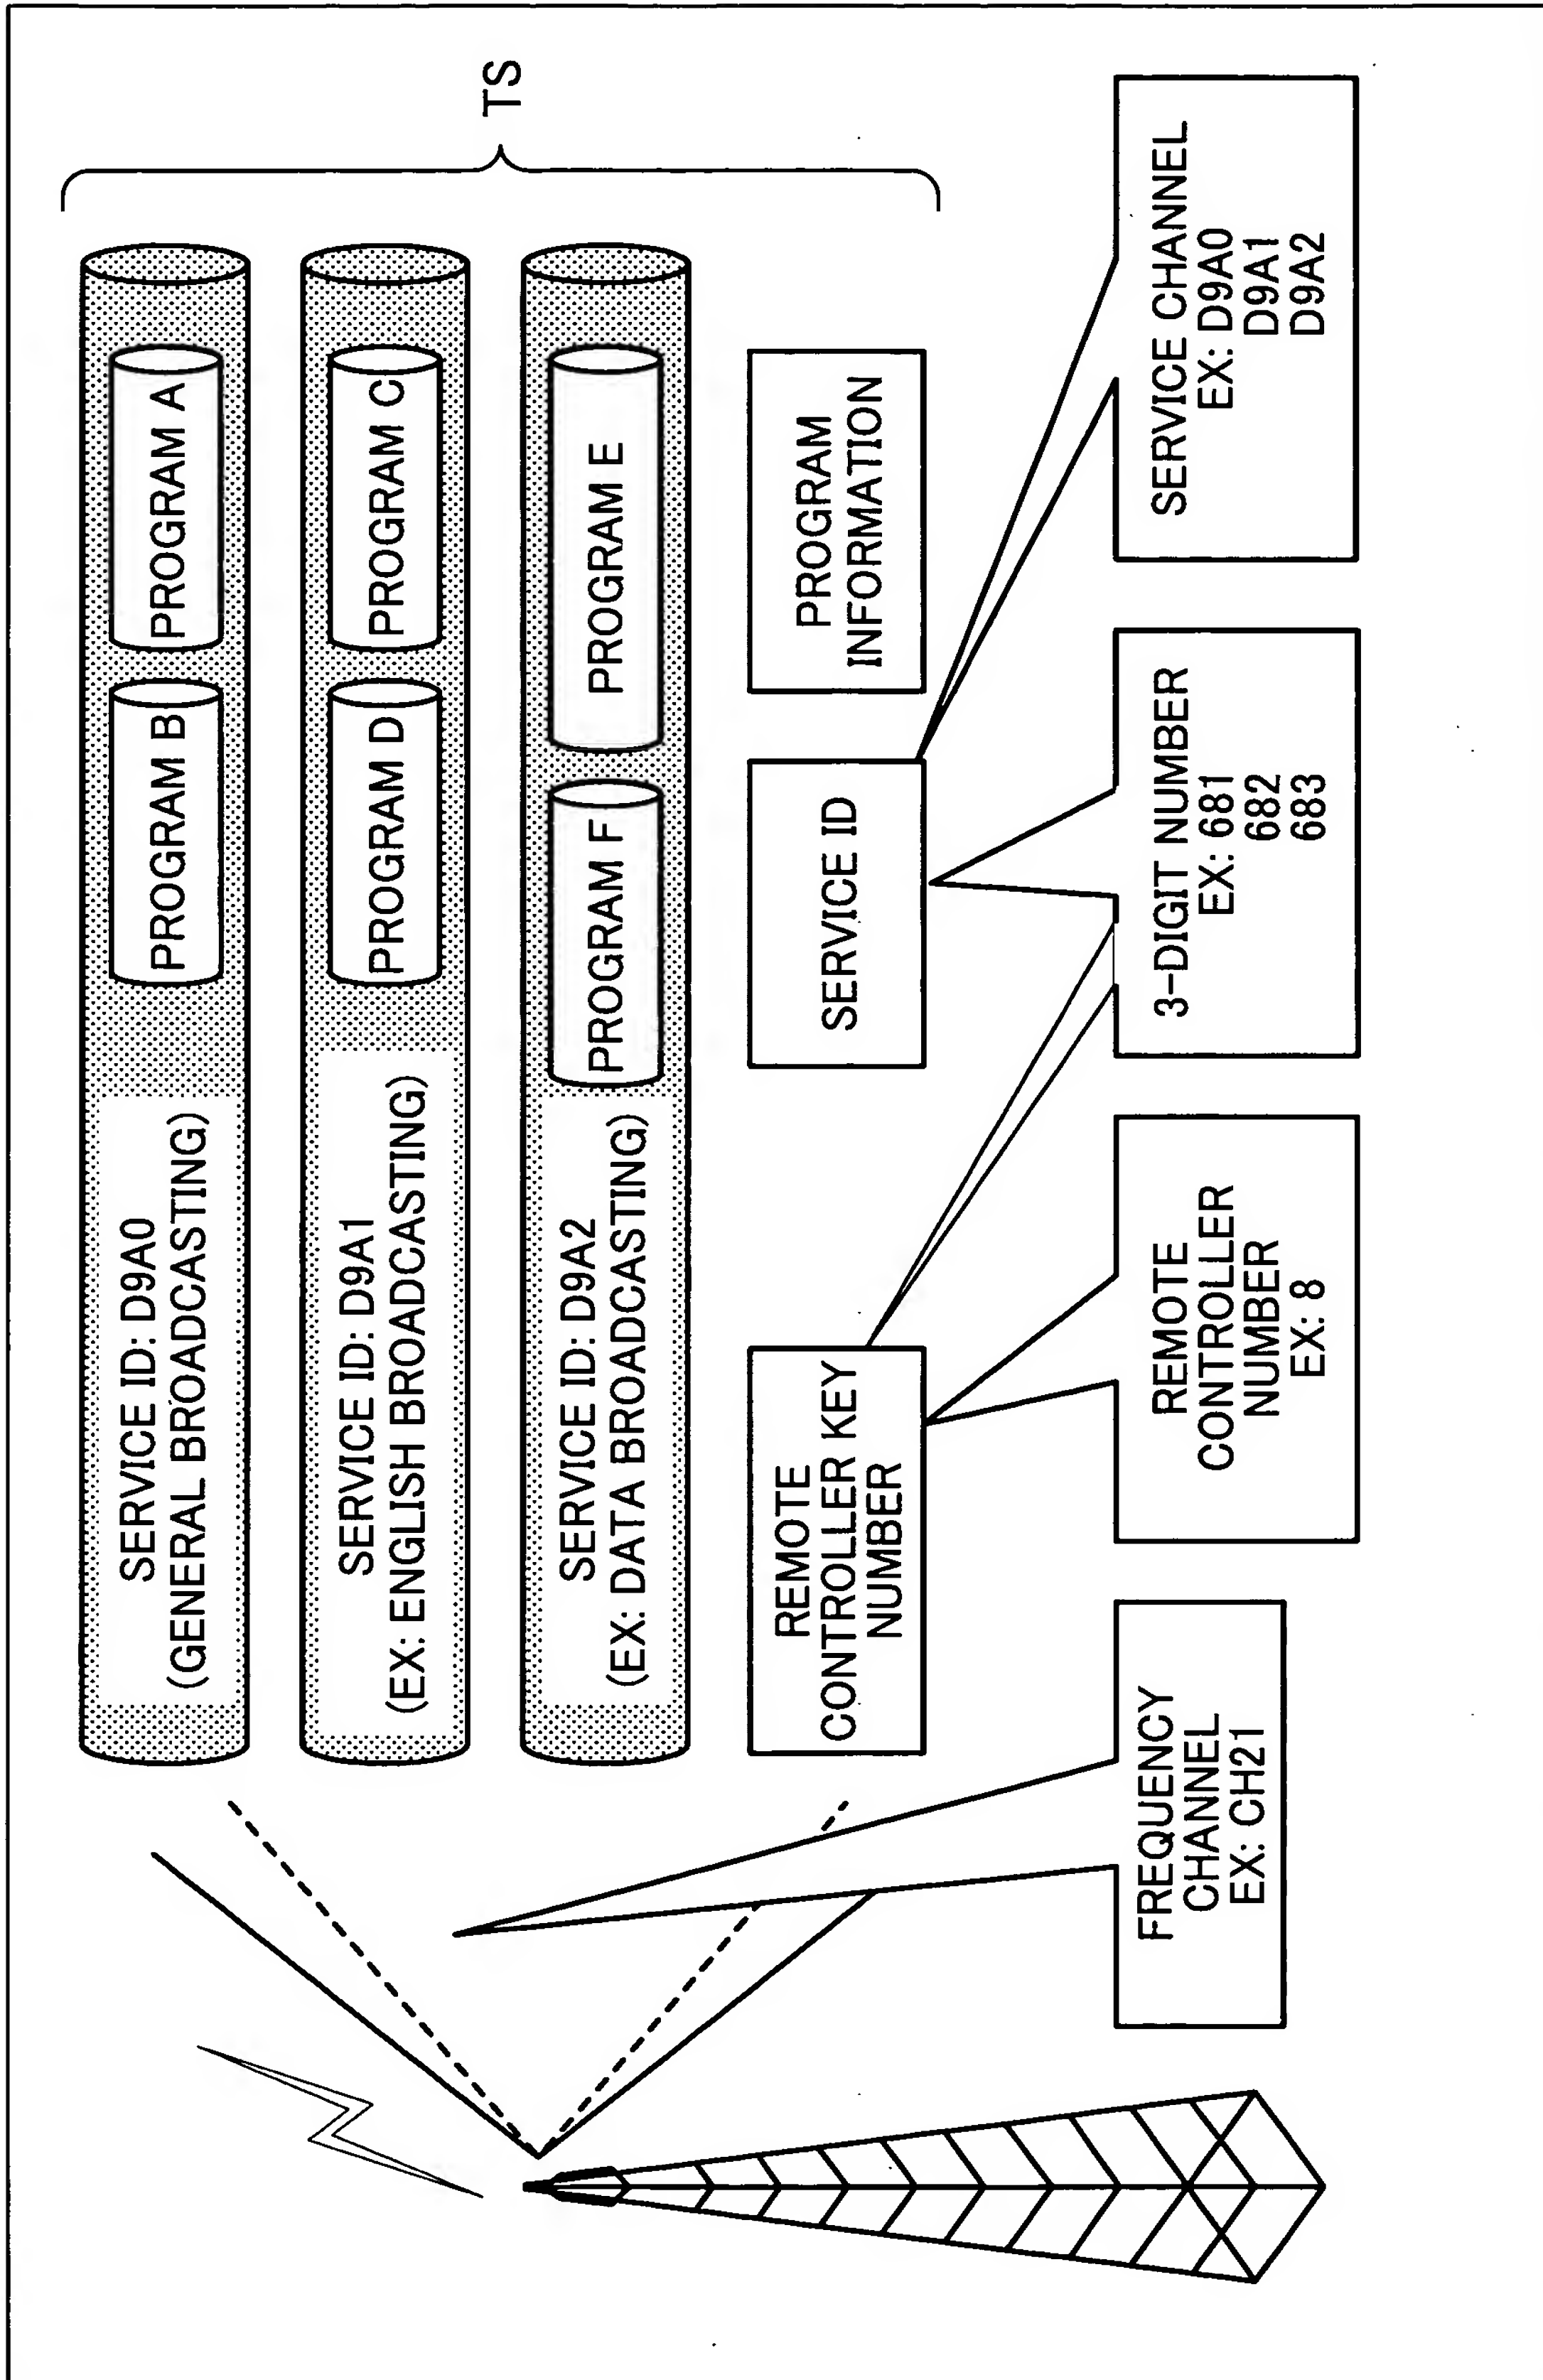 SERVICE ID: D9A0
(GENERAL BROADCASTING)
PROGRAM B
PROGRAM A
SERVICE ID: D9A1
(EX: ENGLISH BROADCASTING)
PROGRAM D
PROGRAM C
SERVICE ID: D9A2
(EX: DATA BROADCASTING)
PROGRAM F
PROGRAM E
TS
REMOTE
CONTROLLER KEY
NUMBER
SERVICE ID
PROGRAM
INFORMATION
FREQUENCY
CHANNEL
EX: CH21
REMOTE
CONTROLLER
NUMBER
EX: 8
3-DIGIT NUMBER
EX: 681
682
683
SERVICE CHANNEL
EX: D9A0
D9A1
D9A2